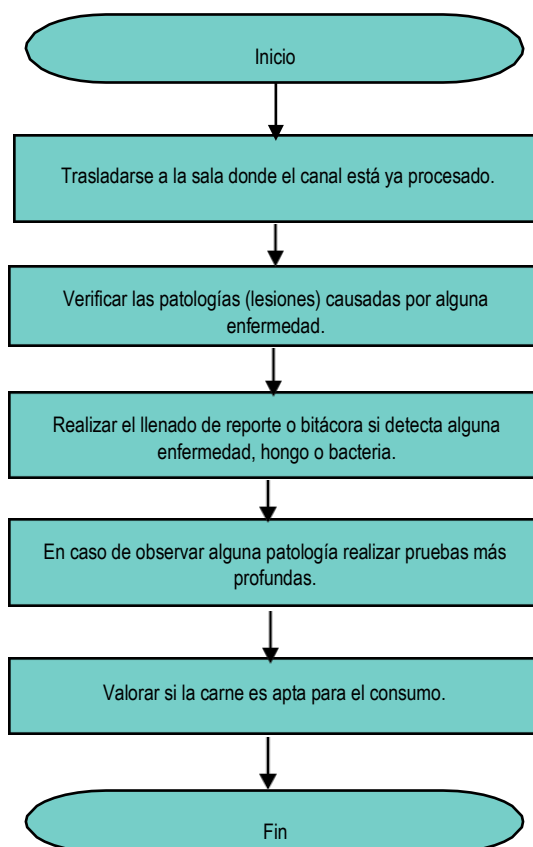 Inicio
Trasladarse a la sala donde el canal está ya procesado.
Verificar las patologías (lesiones) causadas por alguna
enfermedad.
Realizar el llenado de reporte o bitácora si detecta alguna
enfermedad, hongo o bacteria.
En caso de observar alguna patología realizar pruebas más
profundas.
Valorar si la carne es apta para el consumo.
Fin